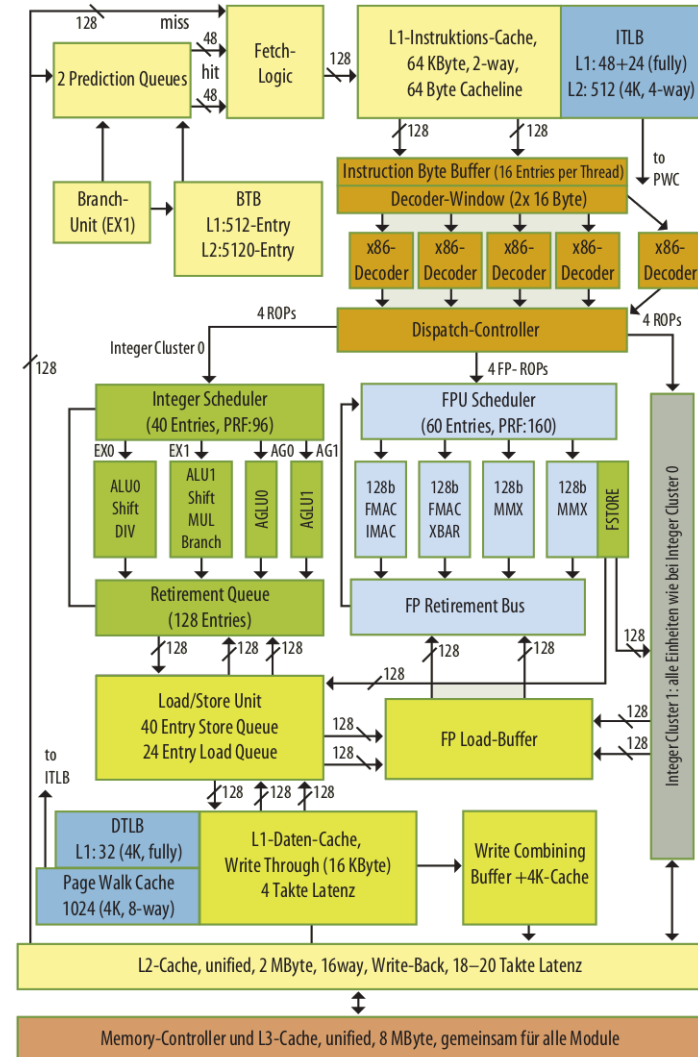 128
miss
48
hit
48
2 Prediction Queues
Fetch-
Logic
128
L1-Instruktions-Cache,
64 KByte, 2-way,
64 Byte Cacheline
ITLB
L1: 48+24 (fully)
L2: 512 (4K, 4-way)
128
128
to
PWC
Branch-
Unit (EX1)
BTB
L1:512-Entry
L2:5120-Entry
Instruction Byte Buffer (16 Entries per Thread)
Decoder-Window (2x 16 Byte)
x86-
Decoder
x86-
Decoder
x86-
Decoder
x86-
Decoder
x86-
Decoder
4 ROPs
Dispatch-Controller
4 ROPs
Integer Cluster 0
4 FP- ROPs
128
Integer Scheduler
(40 Entries, PRF:96)
FPU Scheduler
(60 Entries, PRF:160)
EX0
EX1
AG0
AG1
ALU0
Shift
DIV
ALU1
Shift
MUL
Branch
AGLU0
AGLU1
128b
FMAC
IMAC
128b
FMAC
XBAR
128b
MMX
128b
MMX
FSTORE
Integer Cluster 1: alle Einheiten wie bei Integer Cluster 0
Retirement Queue
(128 Entries)
FP Retirement Bus
128
128
128
128
128
128
128
Load/Store Unit
40 Entry Store Queue
24 Entry Load Queue
128
128
FP Load-Buffer
128
128
to
ITLB
128
128
128
DTLB
L1: 32 (4K, fully)
Page Walk Cache
1024 (4K, 8-way)
L1-Daten-Cache,
Write Through (16 KByte)
4 Takte Latenz
Write Combining
Buffer +4K-Cache
L2-Cache, unified, 2 MByte, 16way, Write-Back, 18–20 Takte Latenz
Memory-Controller und L3-Cache, unified, 8 MByte, gemeinsam für alle Module